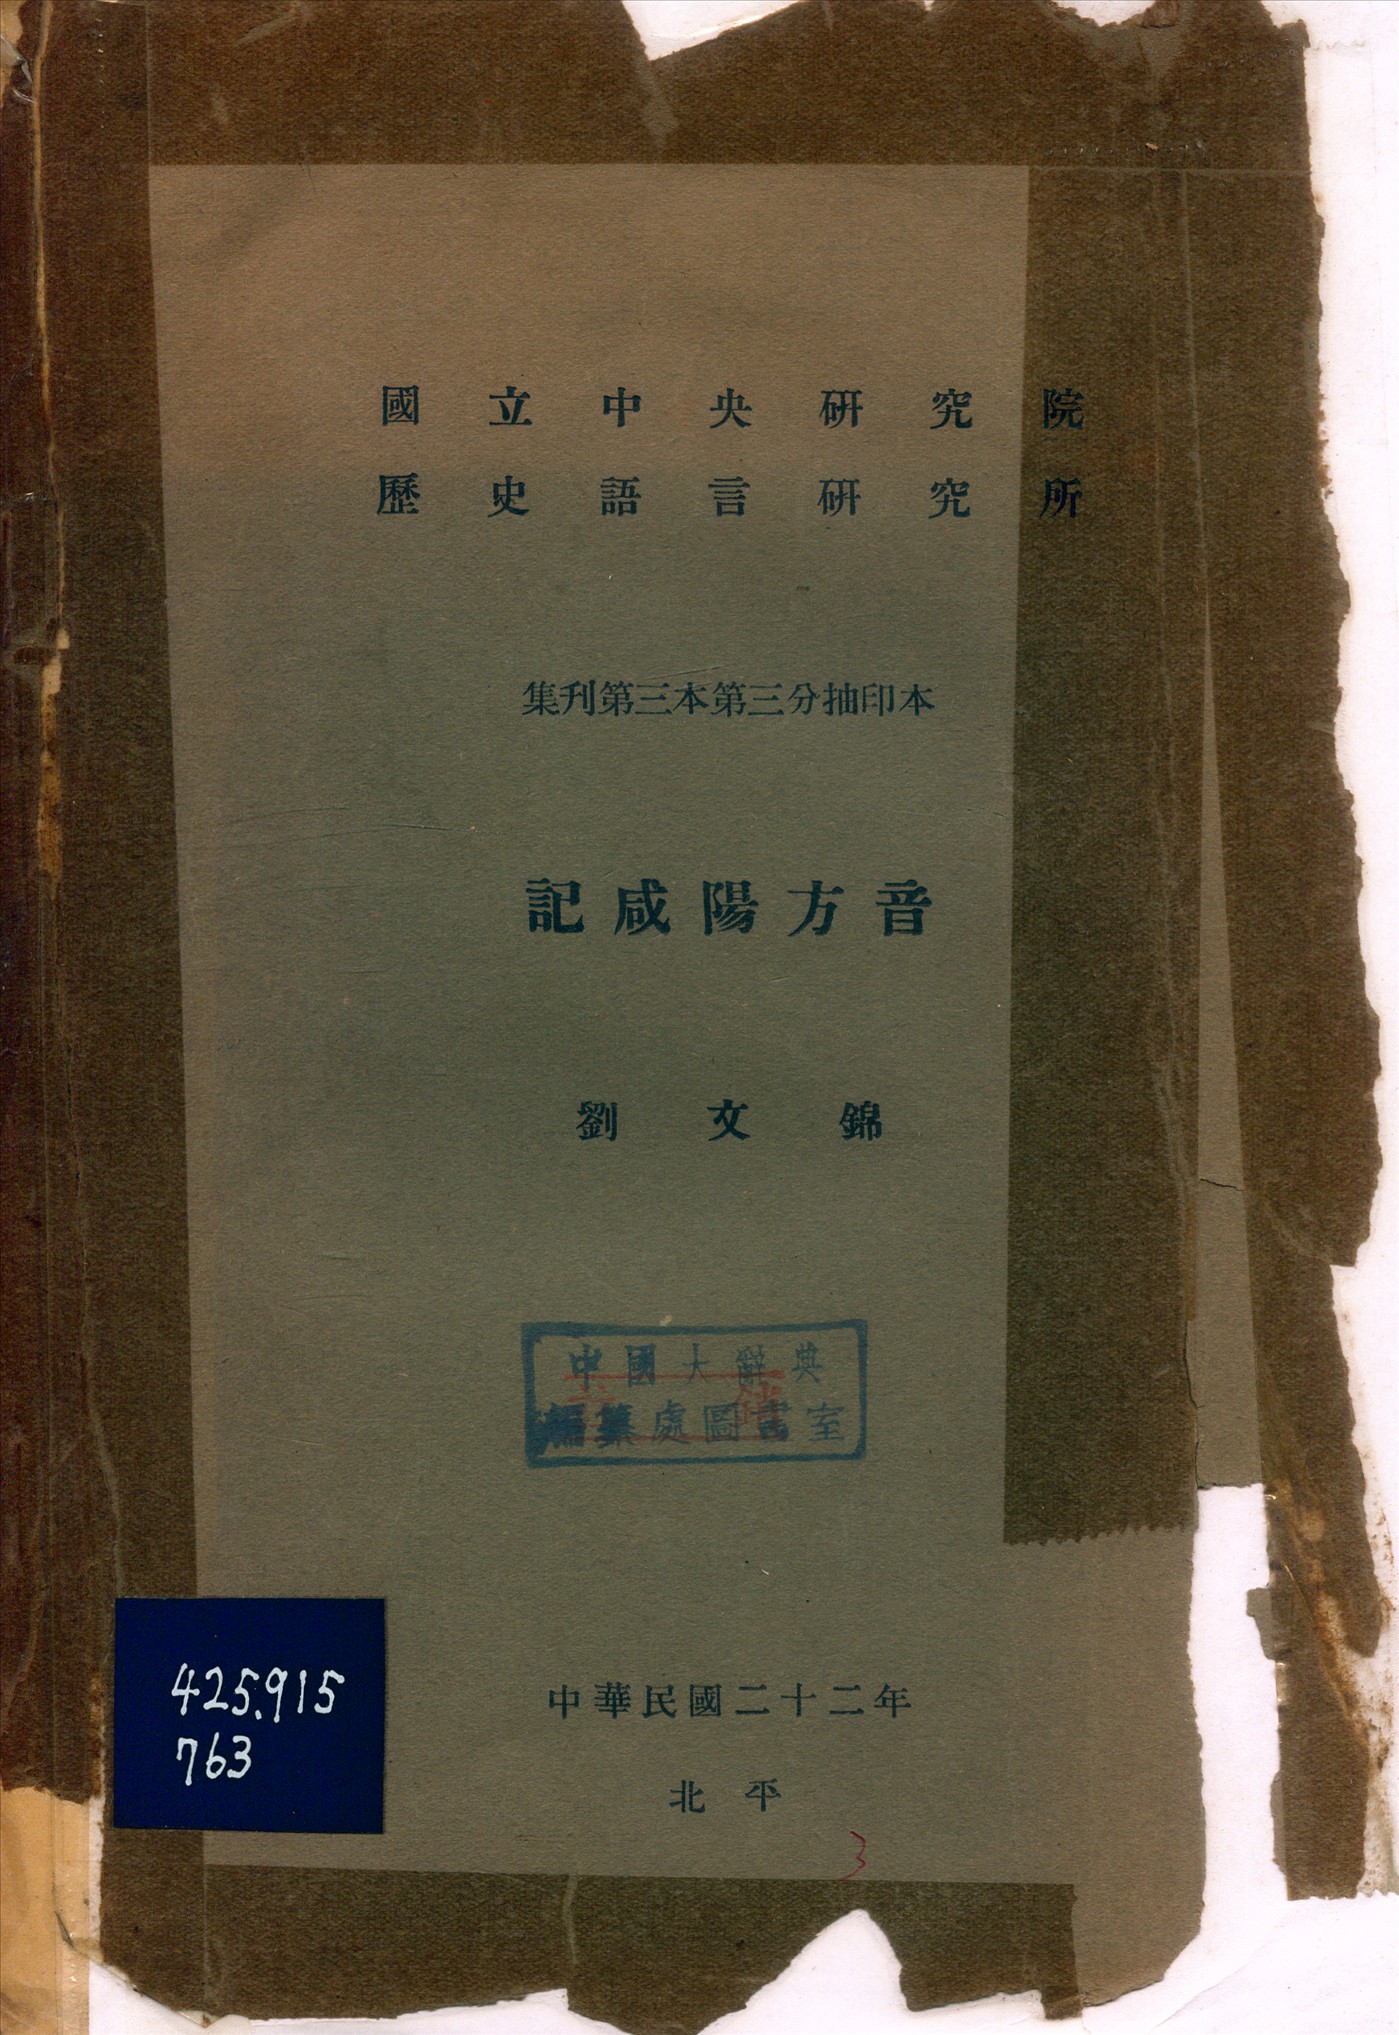 國立中央研究院
歷史語言研究所
集刊第三本第三分抽印本
記咸陽方音
劉文錦
中國大辭典
編纂處圖書室
425.915
763
中華民國二十二年
北平
3